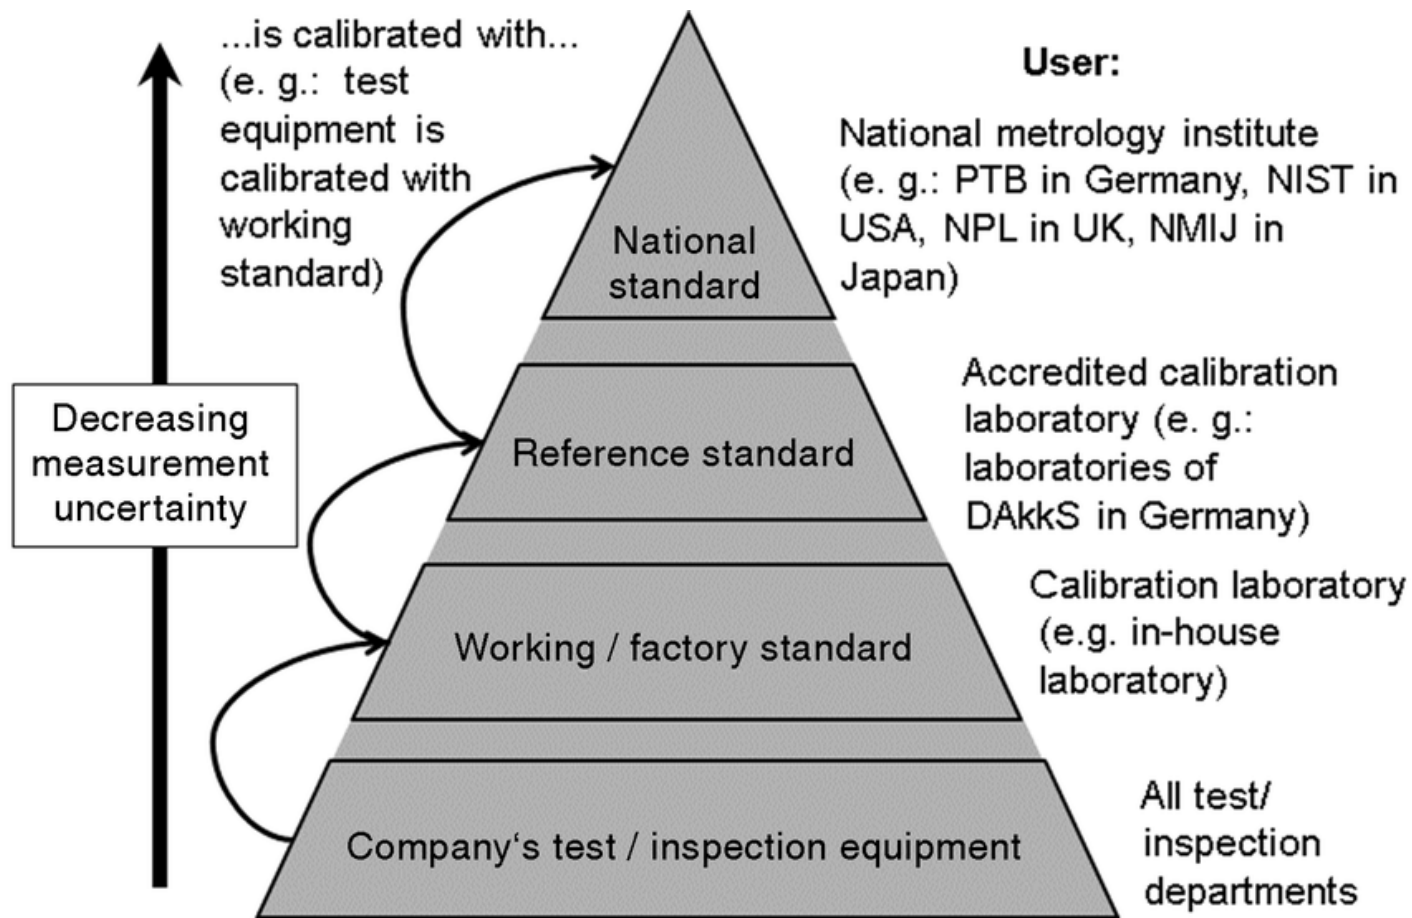 ...is calibrated with...
(e. g.: test
equipment is
calibrated with
working
standard)
User:
National metrology institute
(e. g.: PTB in Germany, NIST in
USA, NPL in UK, NMIJ in
Japan)
National
standard
Decreasing
measurement
uncertainty
Reference standard
Accredited calibration
laboratory (e. g.:
laboratories of
DAkkS in Germany)
Working / factory standard
Calibration laboratory
(e.g. in-house
laboratory)
Company‘s test / inspection equipment
All test/
inspection
departments